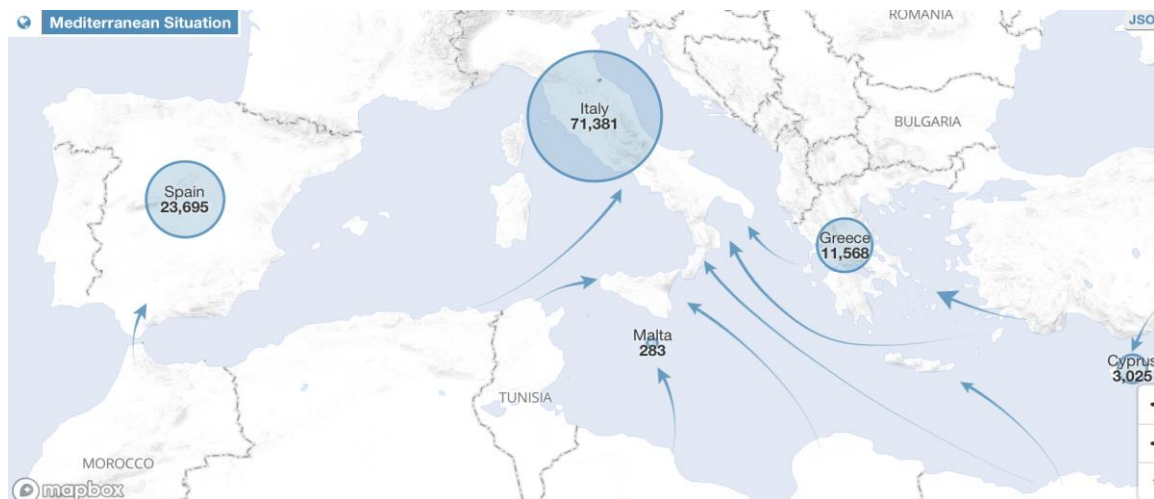 Mediterranean Situation
ROMANIA
JSO
Italy
71,381
BULGARIA
Spain
23,695
Greece
11,568
Malta
283
Cyprus
3,025
TUNISIA
MOROCCO
mapbox